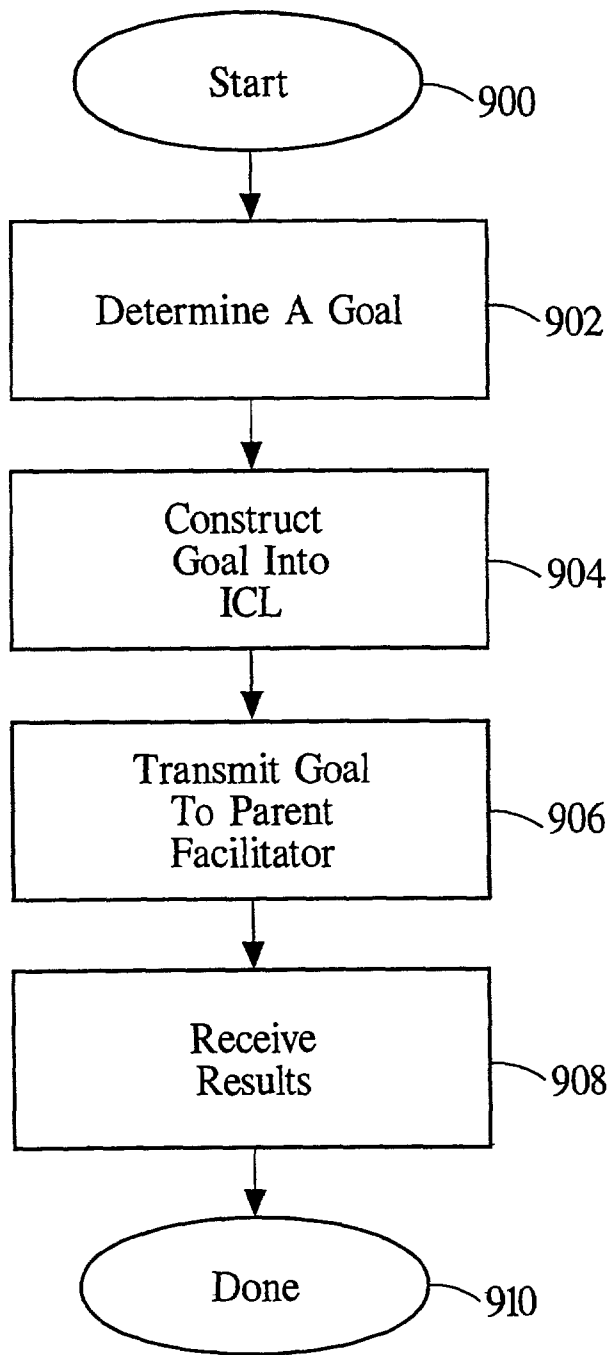 Start
900
Determine A Goal
902
Construct
Goal Into
ICL
904
Transmit Goal
To Parent
Facilitator
906
Receive
Results
908
Done
910